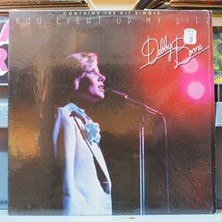 CONTAINS THE HIT SINGLE
YOU LIGHT UP MY LIFE
Debby Boone